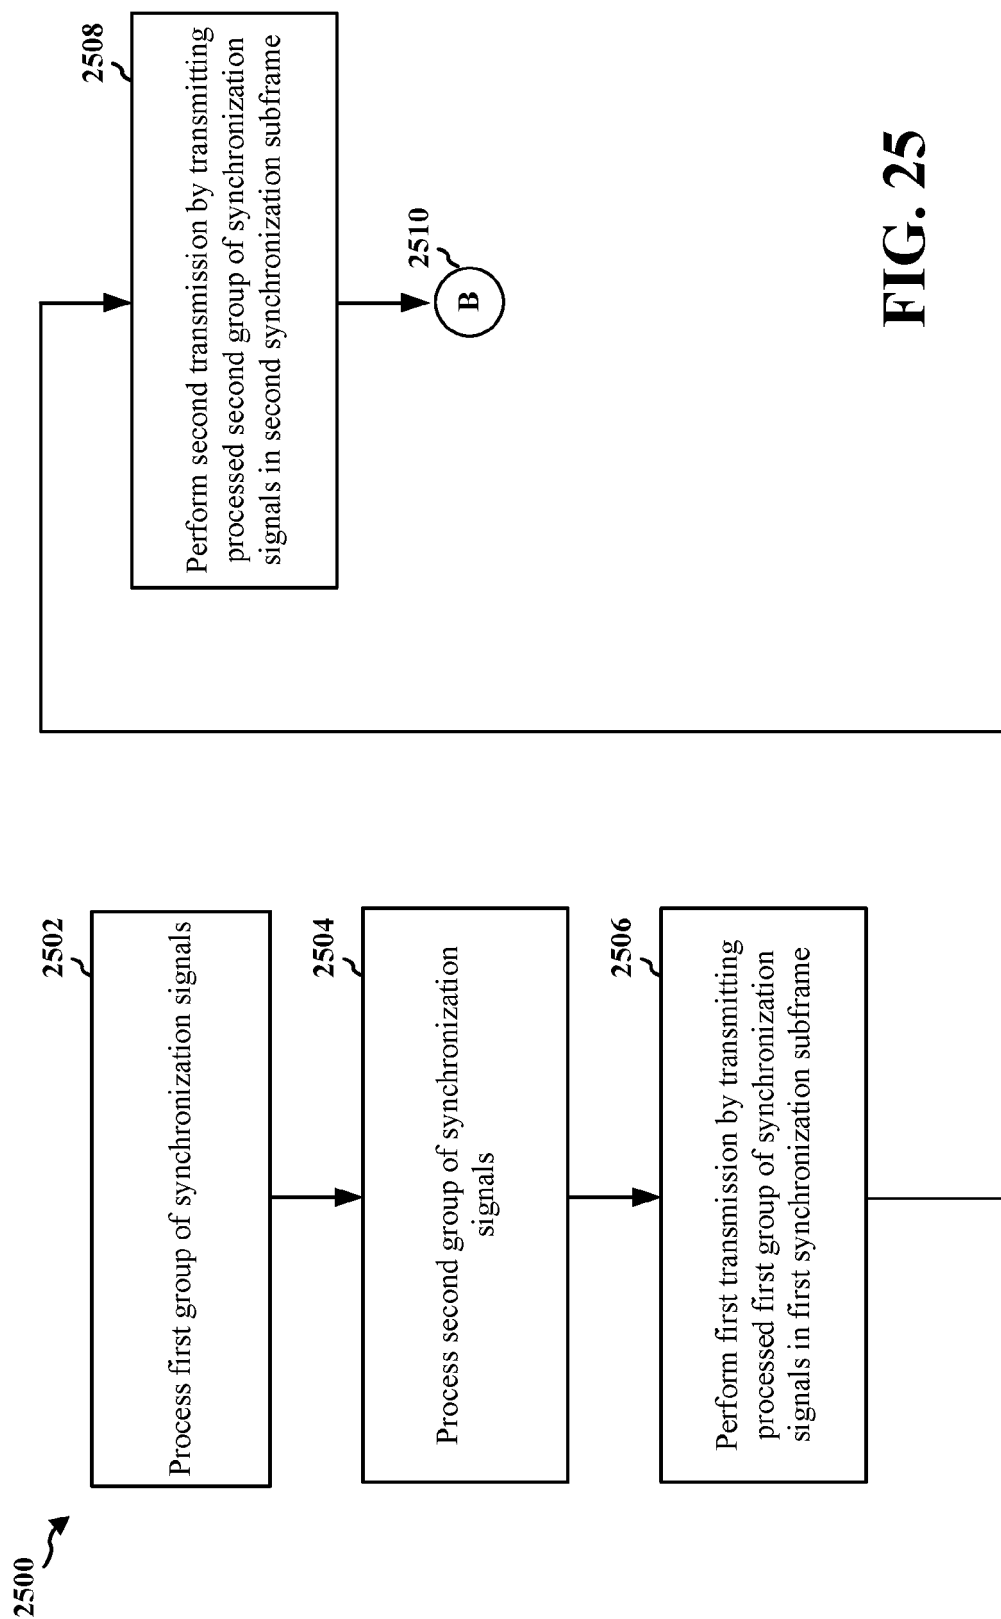 2500
2502
Process first group of synchronization signals
2504
Process second group of synchronization
signals
2506
Perform first transmission by transmitting
processed first group of synchronization
signals in first synchronization subframe
2508
Perform second transmission by transmitting
processed second group of synchronization
signals in second synchronization subframe
2510
B
FIG. 25